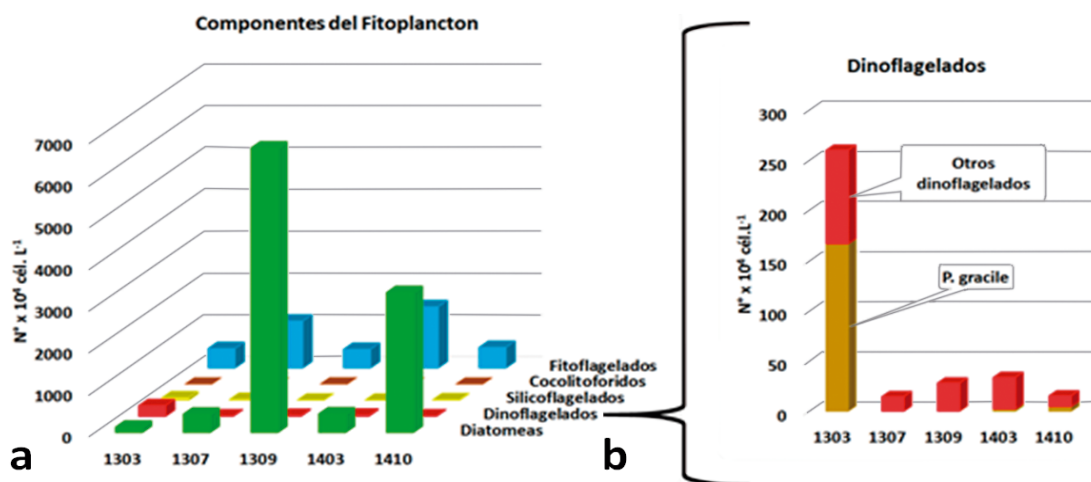 Componentes del Fitoplancton
N° x 10⁴ cél. L⁻¹
7000
6000
5000
4000
3000
2000
1000
0
1303
1307
1309
1403
1410
Fitoflagelados
Cocolitoforidos
Silicoflagelados
Dinoflagelados
Diatomeas
a
Dinoflagelados
N° x 10⁴ cél.L⁻¹
300
250
200
150
100
50
0
Otros
dinoflagelados
P. gracile
1303
1307
1309
1403
1410
b